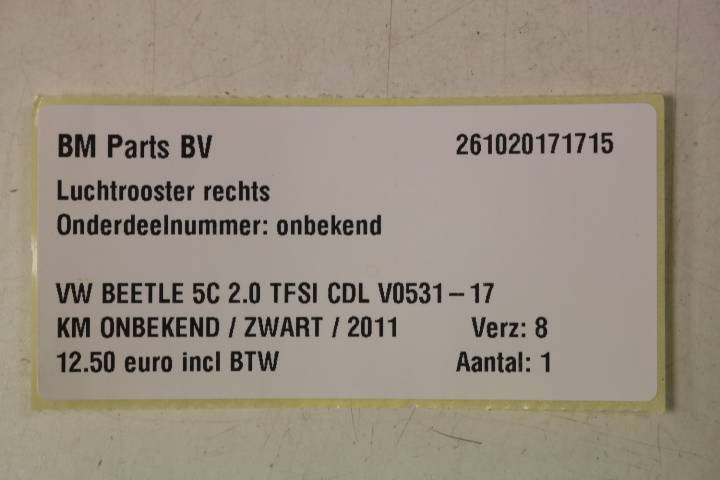 BM Parts BV 261020171715
Luchtrooster rechts
Onderdeelnummer: onbekend
VW BEETLE 5C 2.0 TFSI CDL V0531-17
KM ONBEKEND / ZWART / 2011 Verz: 8
12.50 euro incl BTW Aantal: 1